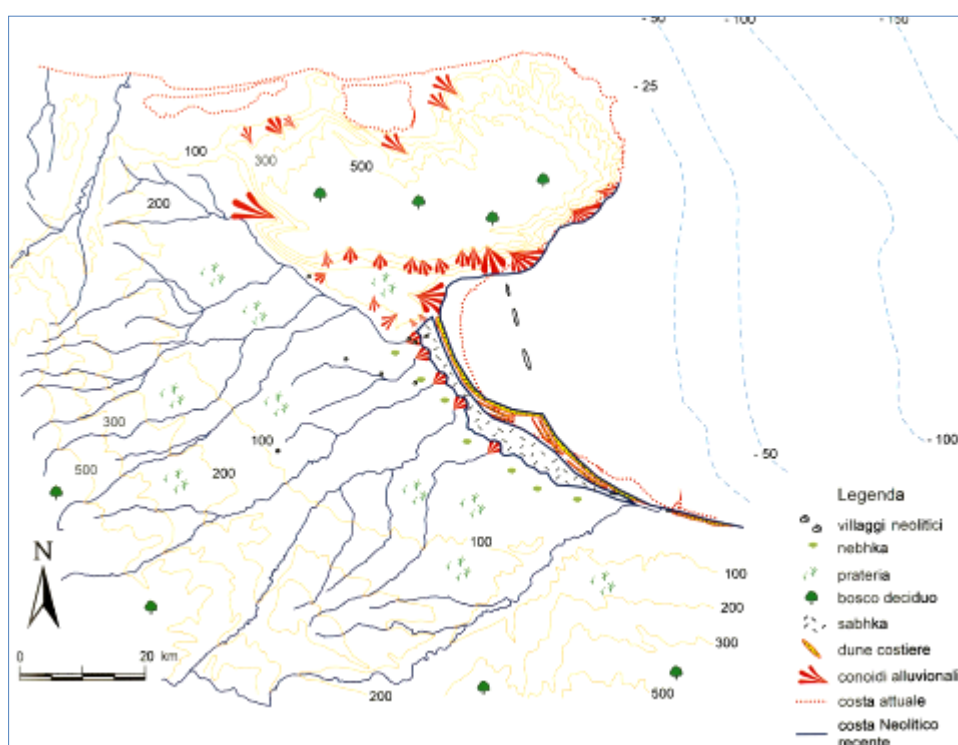 - 50
- 100
- 150
- 25
100
300
500
200
300
100
500
200
100
- 50
- 100
100
200
300
200
500
N
0 20 km
Legenda
villaggi neolitici
nebhka
prateria
bosco deciduo
sabhka
dune costiere
conoidi alluvionali
costa attuale
costa Neolitico
recente